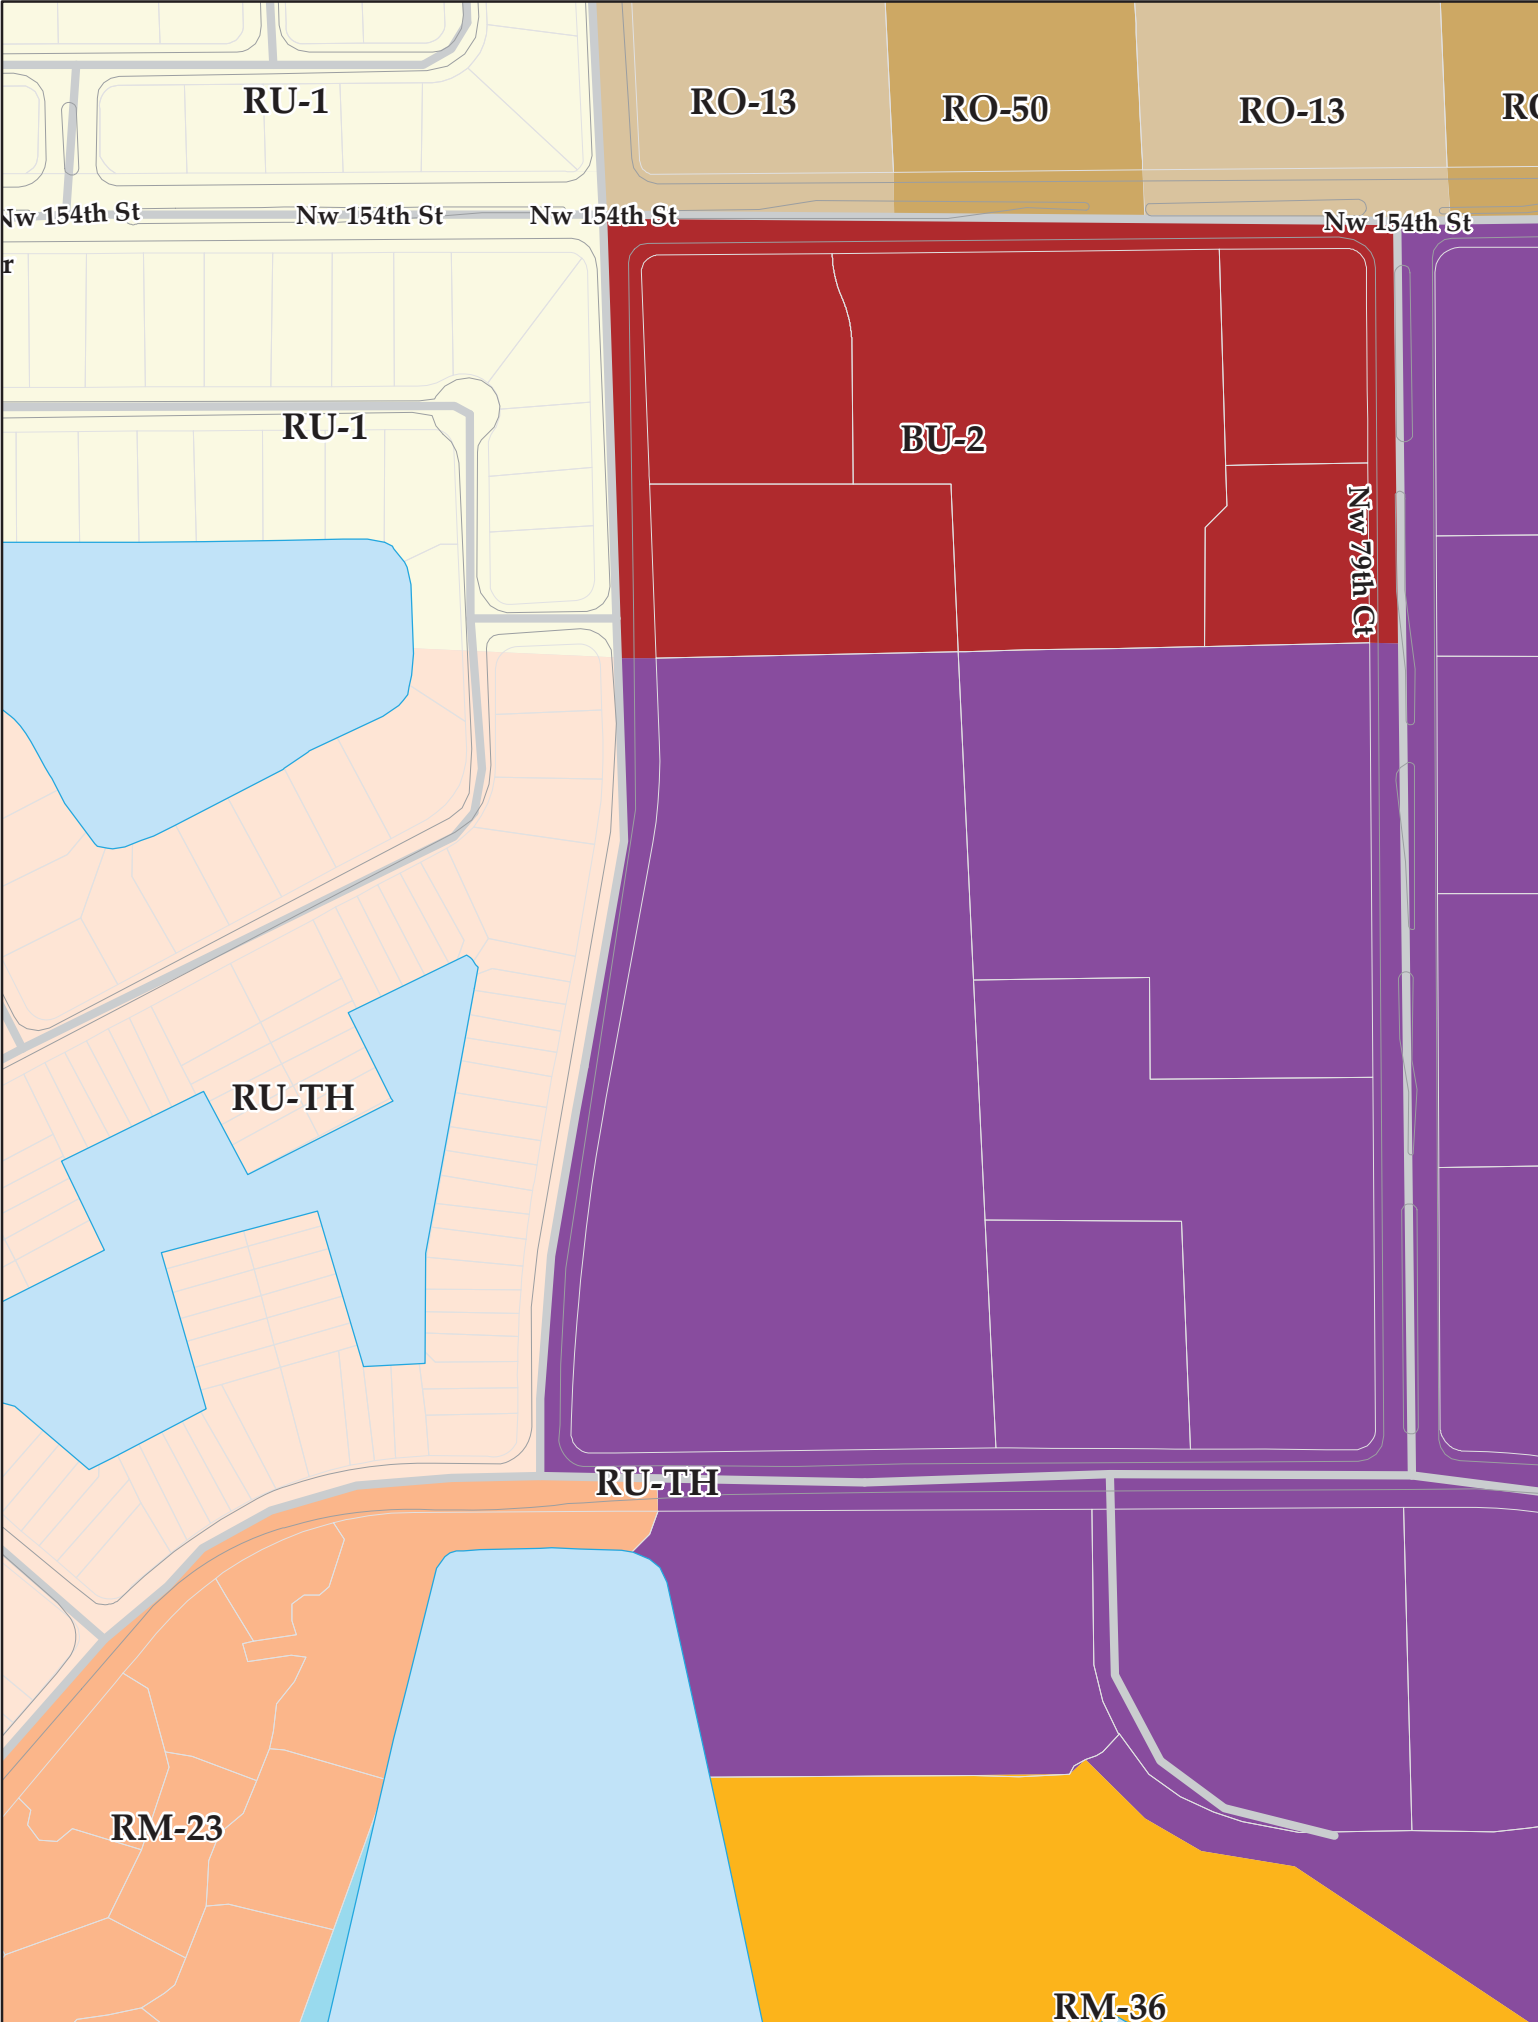 RU-1
RO-13
RO-50
RO-13
RO
Nw 154th St
Nw 154th St
Nw 154th St
Nw 154th St
r
RU-1
BU-2
Nw 79th Ct
RU-TH
RU-TH
RM-23
RM-36